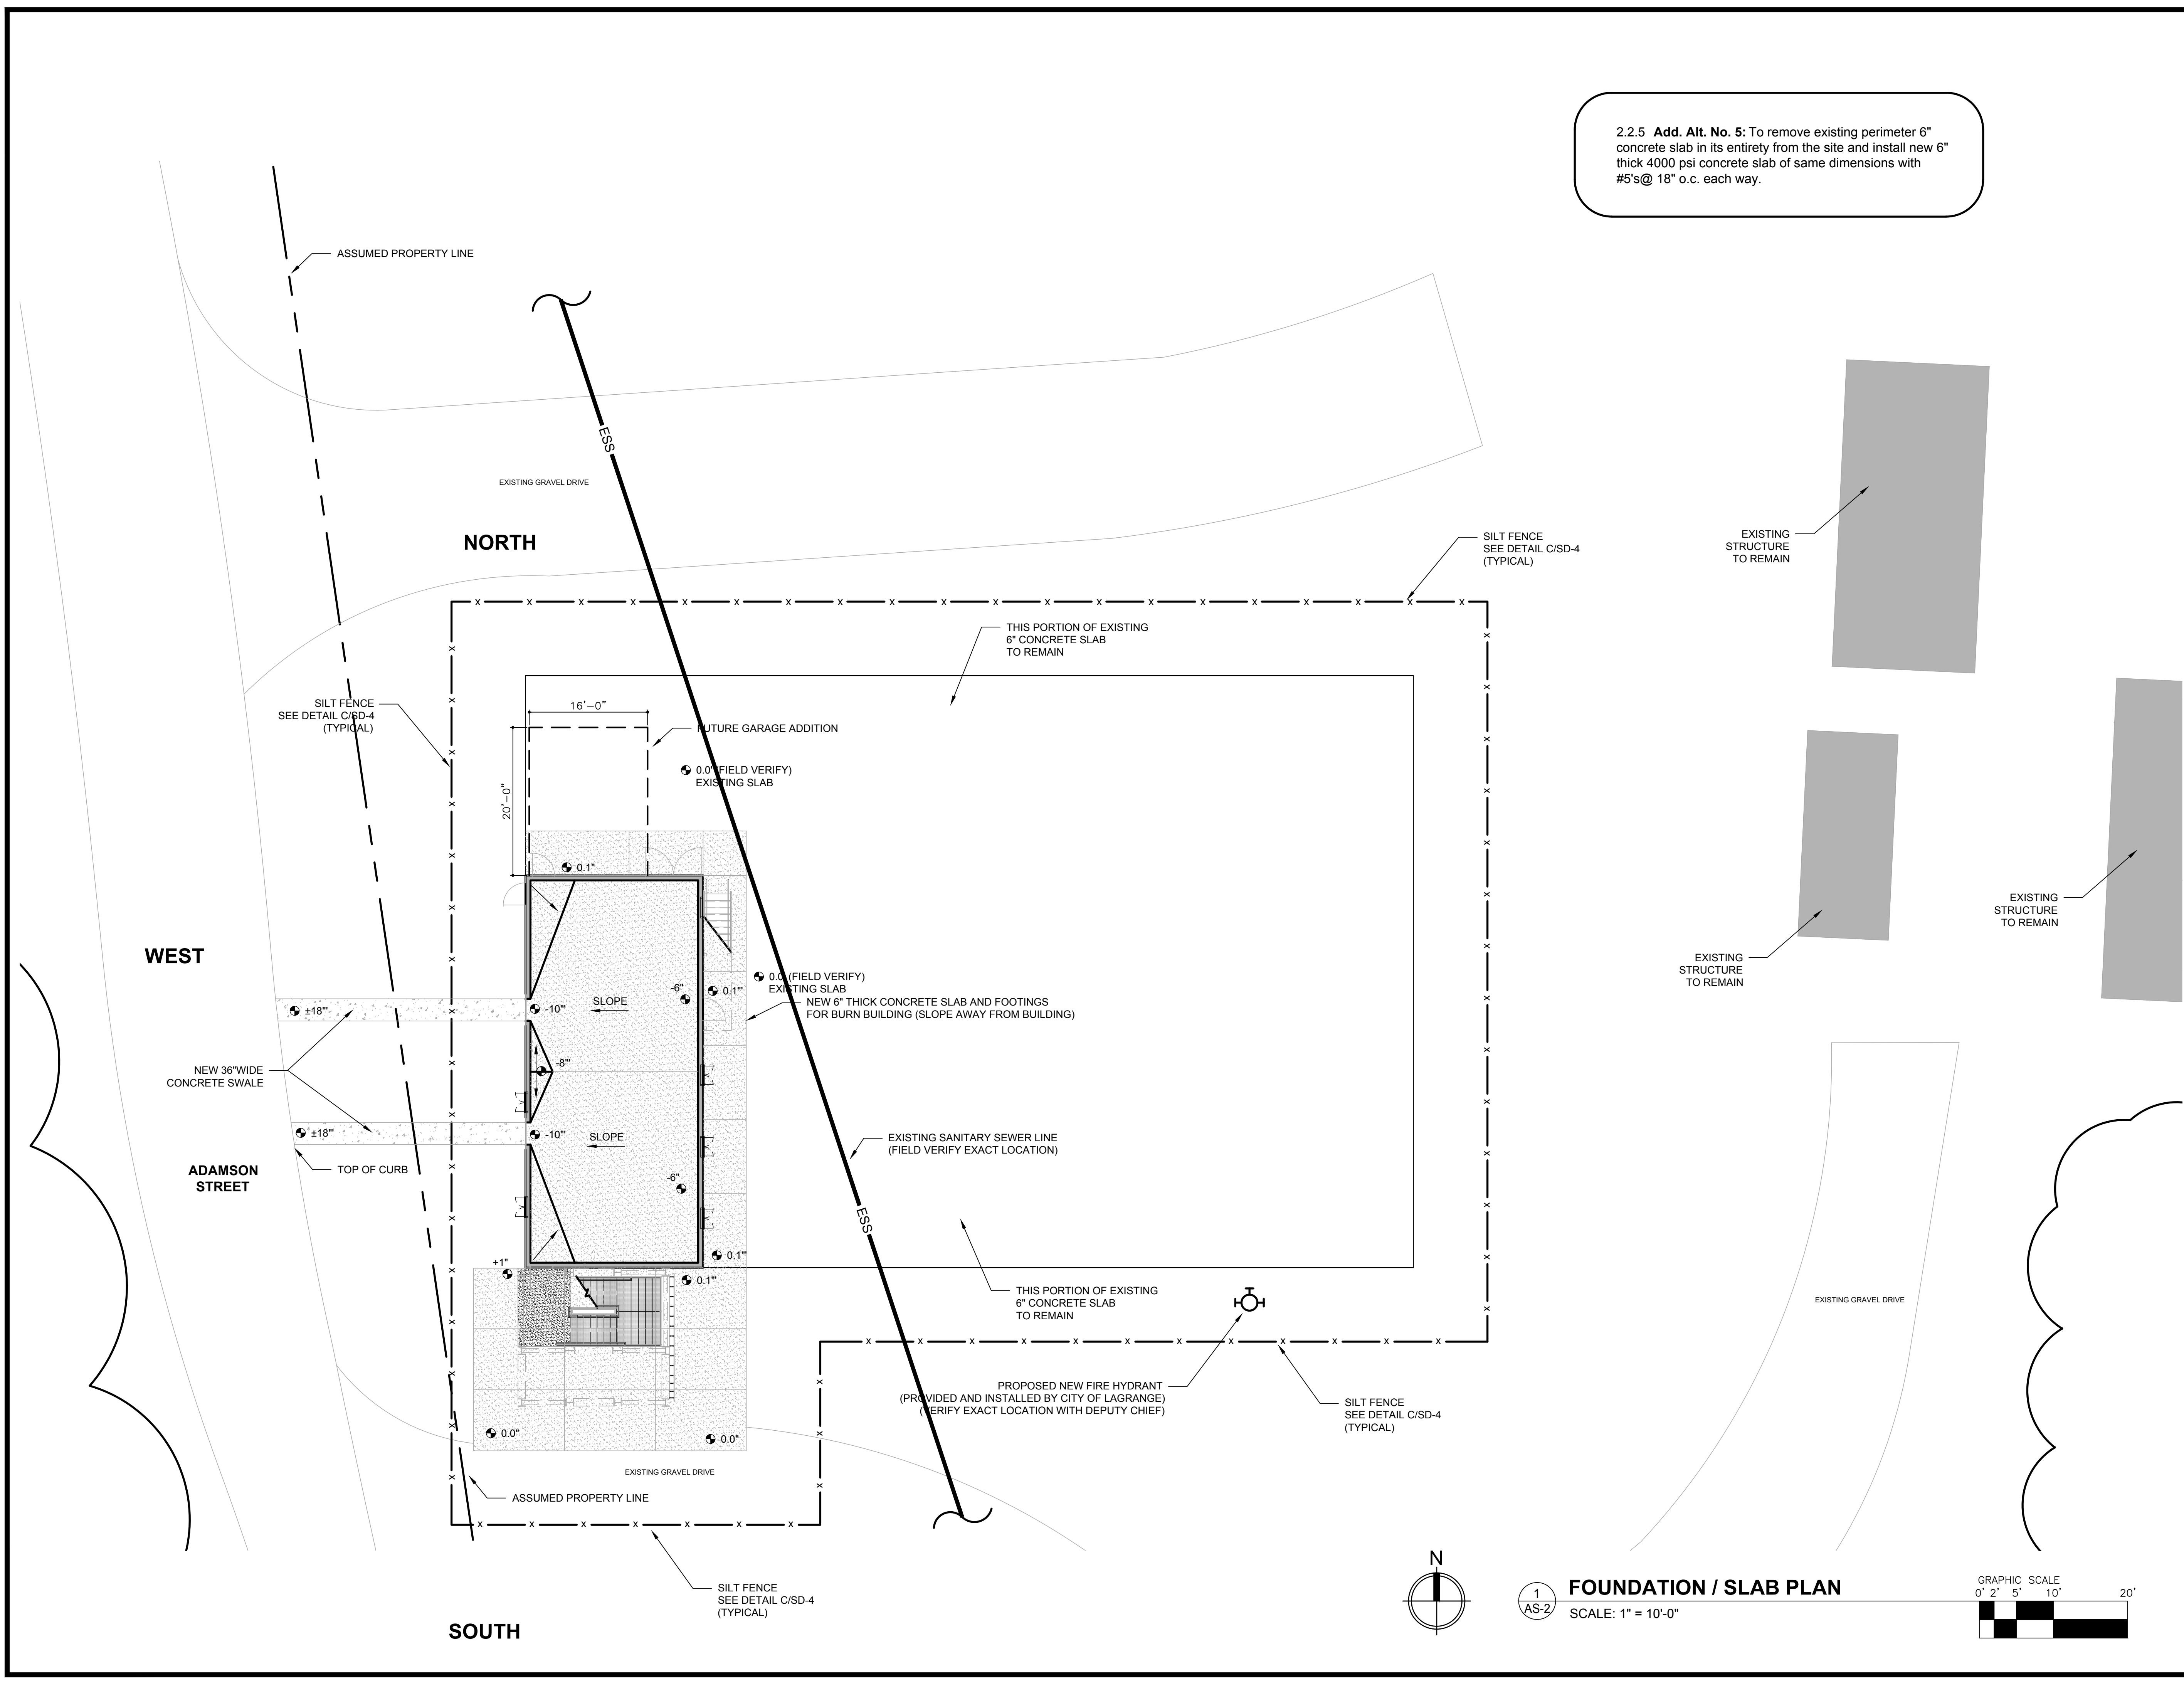 2.2.5 Add. Alt. No. 5: To remove existing perimeter 6"
concrete slab in its entirety from the site and install new 6"
thick 4000 psi concrete slab of same dimensions with
#5's@ 18" o.c. each way.
ASSUMED PROPERTY LINE
ESS
EXISTING GRAVEL DRIVE
NORTH
SILT FENCE
SEE DETAIL C/SD-4
(TYPICAL)
EXISTING
STRUCTURE
TO REMAIN
THIS PORTION OF EXISTING
6" CONCRETE SLAB
TO REMAIN
SILT FENCE
SEE DETAIL C/SD-4
(TYPICAL)
16'-0"
FUTURE GARAGE ADDITION
20'-0"
0.0" (FIELD VERIFY)
EXISTING SLAB
0.1"
EXISTING
STRUCTURE
TO REMAIN
WEST
EXISTING
STRUCTURE
TO REMAIN
0.0" (FIELD VERIFY)
EXISTING SLAB
-6"
0.1'"
NEW 6" THICK CONCRETE SLAB AND FOOTINGS
FOR BURN BUILDING (SLOPE AWAY FROM BUILDING)
SLOPE
-10'"
±18'"
-8'"
NEW 36"WIDE
CONCRETE SWALE
±18'"
-10'"
SLOPE
EXISTING SANITARY SEWER LINE
(FIELD VERIFY EXACT LOCATION)
ADAMSON
STREET
TOP OF CURB
-6"
ESS
0.1'"
+1"
0.1'"
THIS PORTION OF EXISTING
6" CONCRETE SLAB
TO REMAIN
EXISTING GRAVEL DRIVE
PROPOSED NEW FIRE HYDRANT
(PROVIDED AND INSTALLED BY CITY OF LAGRANGE)
(VERIFY EXACT LOCATION WITH DEPUTY CHIEF)
SILT FENCE
SEE DETAIL C/SD-4
(TYPICAL)
0.0"
0.0"
EXISTING GRAVEL DRIVE
ASSUMED PROPERTY LINE
SILT FENCE
SEE DETAIL C/SD-4
(TYPICAL)
SOUTH
N
1
AS-2
FOUNDATION / SLAB PLAN
SCALE: 1" = 10'-0"
GRAPHIC SCALE
0' 2' 5' 10' 20'